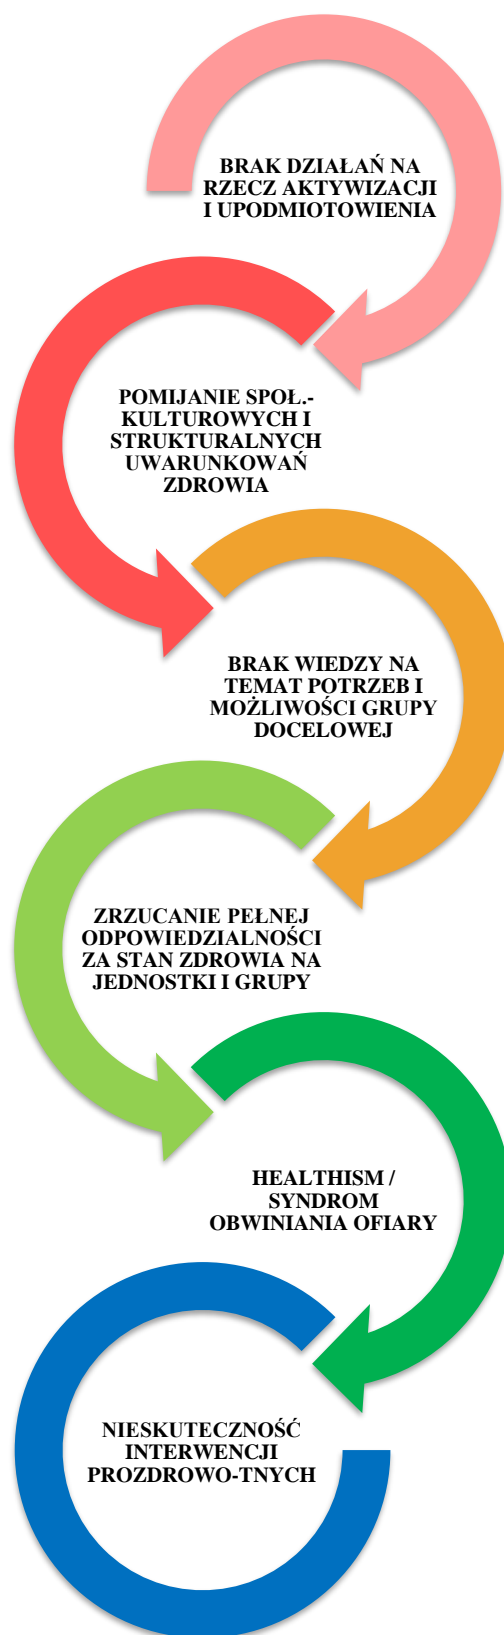 BRAK DZIAŁAŃ NA
RZECZ AKTYWIZACJI
I UPODMIOTOWIENIA
POMIJANIE SPOŁ.-
KULTUROWYCH I
STRUKTURALNYCH
UWARUNKOWAŃ
ZDROWIA
BRAK WIEDZY NA
TEMAT POTRZEB I
MOŻLIWOŚCI GRUPY
DOCELOWEJ
ZRZUCANIE PEŁNEJ
ODPOWIEDZIALNOŚCI
ZA STAN ZDROWIA NA
JEDNOSTKI I GRUPY
HEALTHISM /
SYNDROM
OBWINIANIA OFIARY
NIESKUTECZNOŚĆ
INTERWENCJI
PROZDROWO-TNYCH